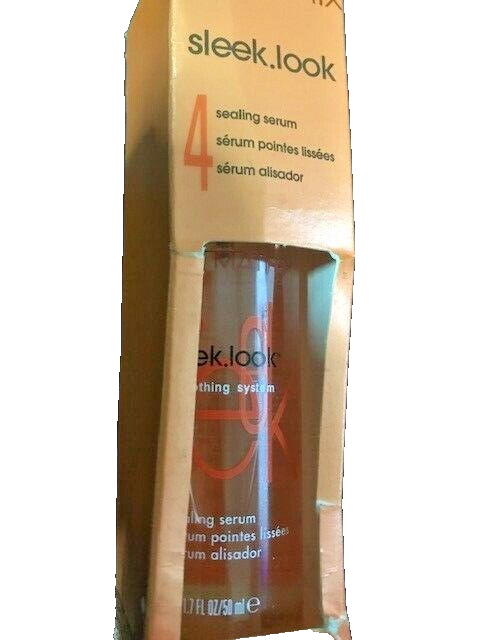 sleek.look
4
sealing serum
sérum pointes lissées
sérum alisador
ek.look
othing system
aling serum
um pointes lissées
rum alisador
1.7 FL OZ/50 ml e